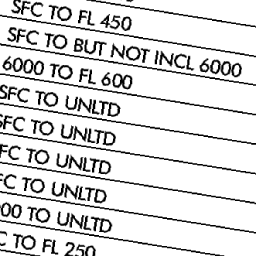 SFC TO FL 450
SFC TO BUT NOT INCL 6000
6000 TO FL 600
SFC TO UNLTD
SFC TO UNLTD
FC TO UNLTD
FC TO UNLTD
00 TO UNLTD
C TO FL 250